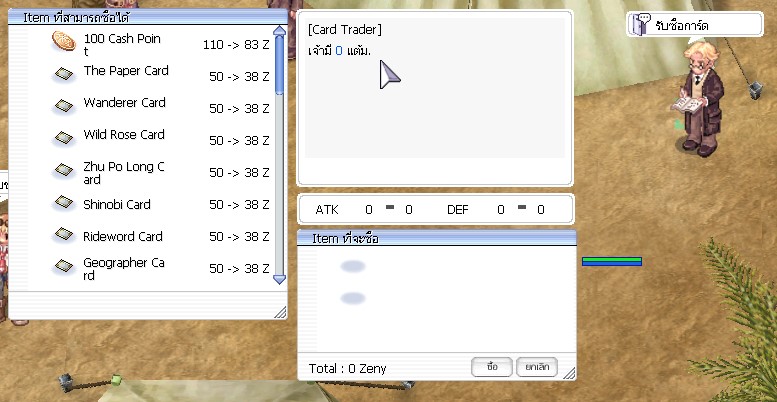 Item ที่สามารถซื้อได้
100 Cash Poin
t
110 -> 83 Z
The Paper Card
50 -> 38 Z
Wanderer Card
50 -> 38 Z
Wild Rose Card
50 -> 38 Z
Zhu Po Long C
ard
50 -> 38 Z
Shinobi Card
50 -> 38 Z
Rideword Card
50 -> 38 Z
Geographer Ca
rd
50 -> 38 Z
[Card Trader]
เจ้ามี 0 แต้ม.
ATK 0 = 0 DEF 0 = 0
Item ที่จะซื้อ
Total : 0 Zeny
ซื้อ
ยกเลิก
รับซื้อการ์ด